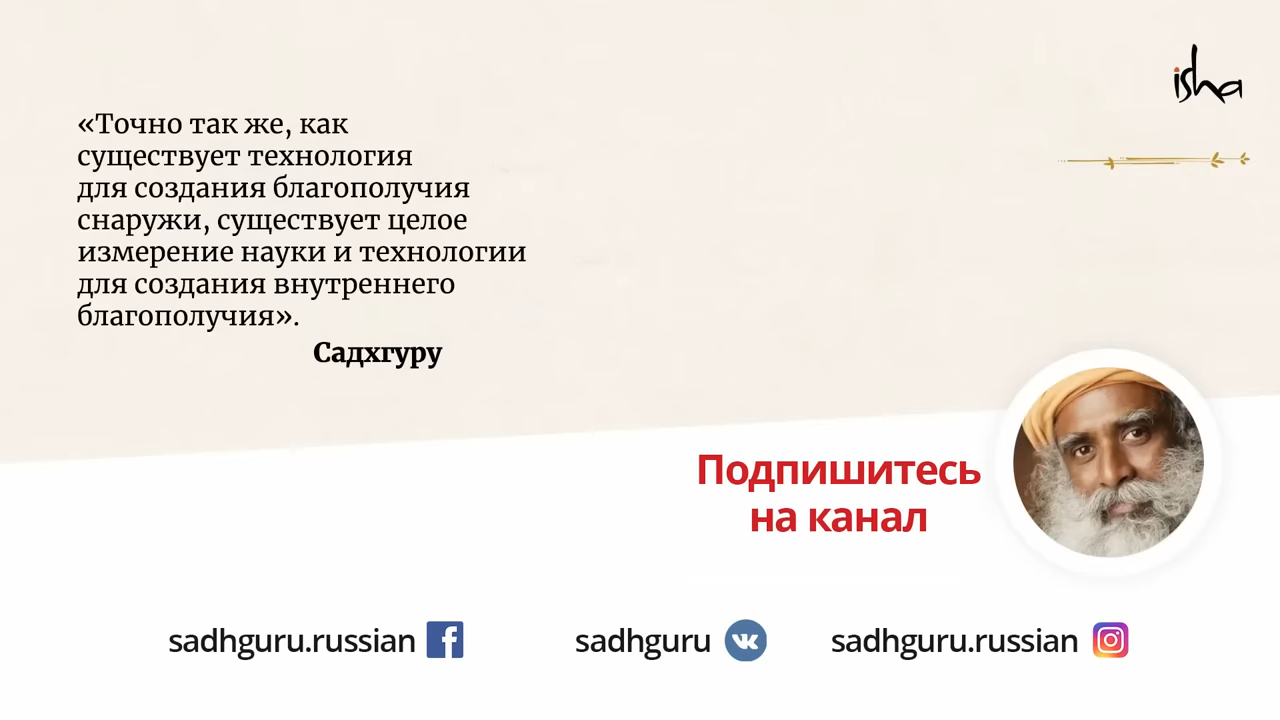 isha
«Точно так же, как
существует технология
для создания благополучия
снаружи, существует целое
измерение науки и технологии
для создания внутреннего
благополучия».
Садхгуру
Подпишитесь
на канал
sadhguru.russian
sadhguru
sadhguru.russian